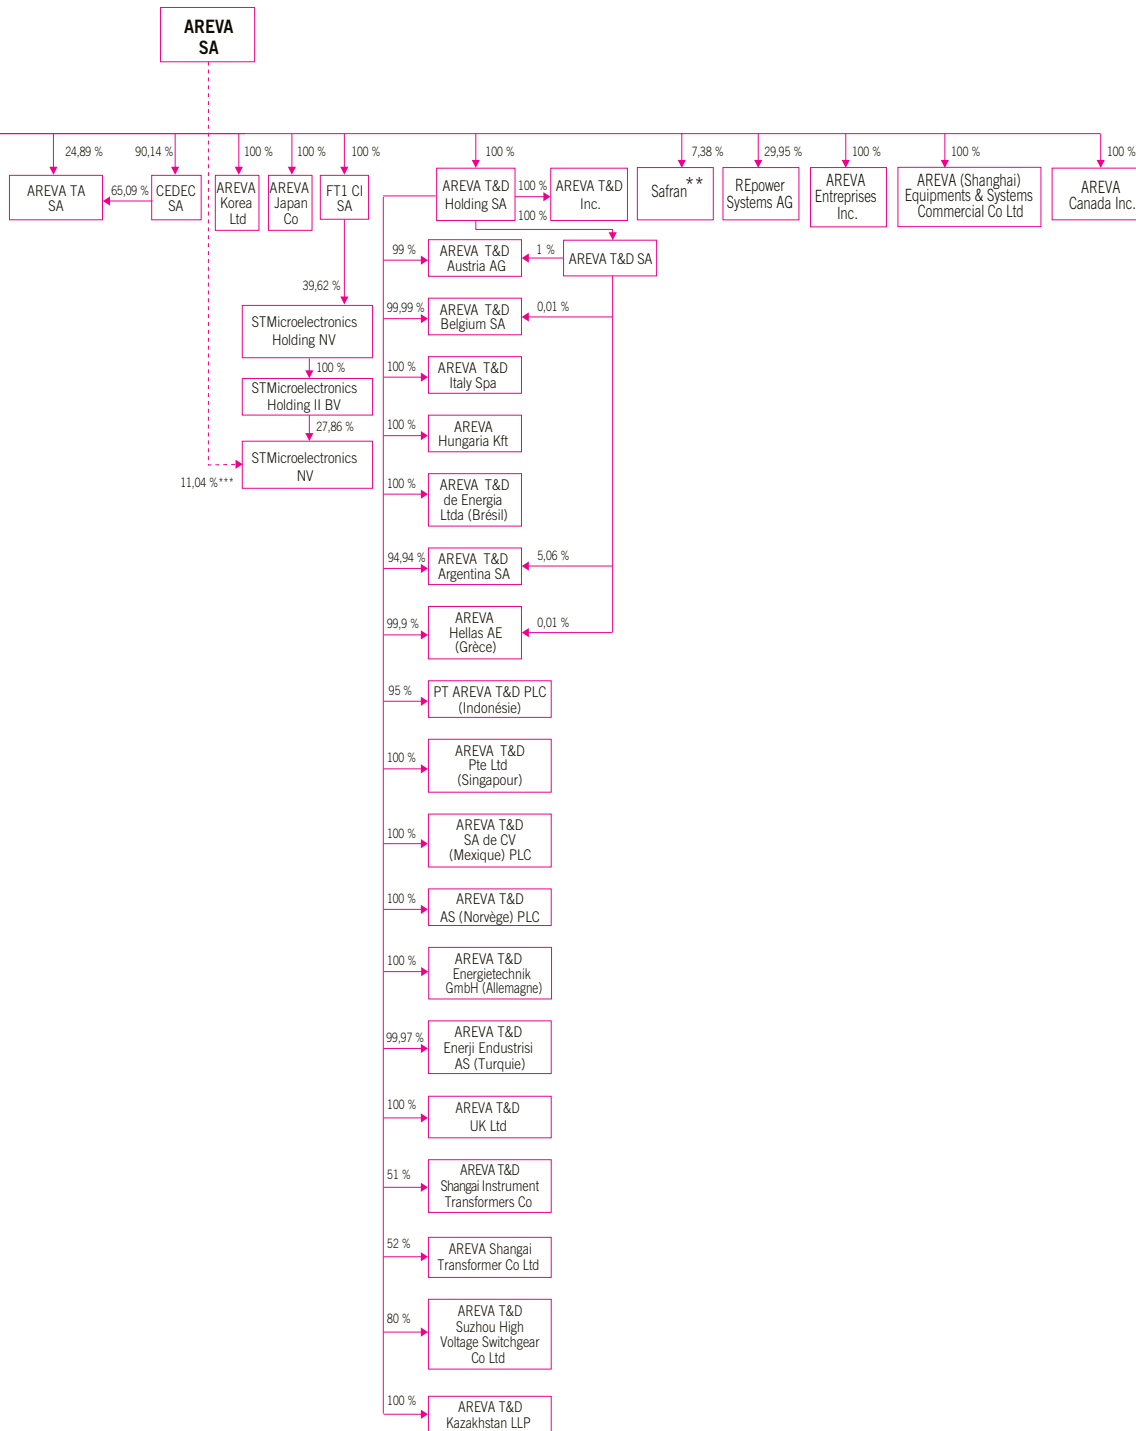 AREVA
SA
24,89 %
90,14 %
100 %
100 %
100 %
100 %
7,38 %
29,95 %
100 %
100 %
100 %
AREVA TA
SA
65,09 %
CEDEC
SA
AREVA
Korea
Ltd
AREVA
Japan
Co
FT1 CI
SA
AREVA T&D
Holding SA
100 %
100 %
AREVA T&D
Inc.
Safran**
REpower
Systems AG
AREVA
Entreprises
Inc.
AREVA (Shanghai)
Equipments & Systems
Commercial Co Ltd
AREVA
Canada Inc.
99 %
AREVA T&D
Austria AG
1 %
AREVA T&D SA
39,62 %
STMicroelectronics
Holding NV
100 %
STMicroelectronics
Holding II BV
27,86 %
STMicroelectronics
NV
11,04 %***
99,99 %
AREVA T&D
Belgium SA
0,01 %
100 %
AREVA T&D
Italy Spa
100 %
AREVA
Hungaria Kft
100 %
AREVA T&D
de Energia
Ltda (Brésil)
94,94 %
AREVA T&D
Argentina SA
5,06 %
99,9 %
AREVA
Hellas AE
(Grèce)
0,01 %
95 %
PT AREVA T&D PLC
(Indonésie)
100 %
AREVA T&D
Pte Ltd
(Singapour)
100 %
AREVA T&D
SA de CV
(Mexique) PLC
100 %
AREVA T&D
AS (Norvège) PLC
100 %
AREVA T&D
Energietechnik
GmbH (Allemagne)
99,97 %
AREVA T&D
Enerji Endustrisi
AS (Turquie)
100 %
AREVA T&D
UK Ltd
51 %
AREVA T&D
Shangai Instrument
Transformers Co
52 %
AREVA Shangai
Transformer Co Ltd
80 %
AREVA T&D
Suzhou High
Voltage Switchgear
Co Ltd
100 %
AREVA T&D
Kazakhstan LLP